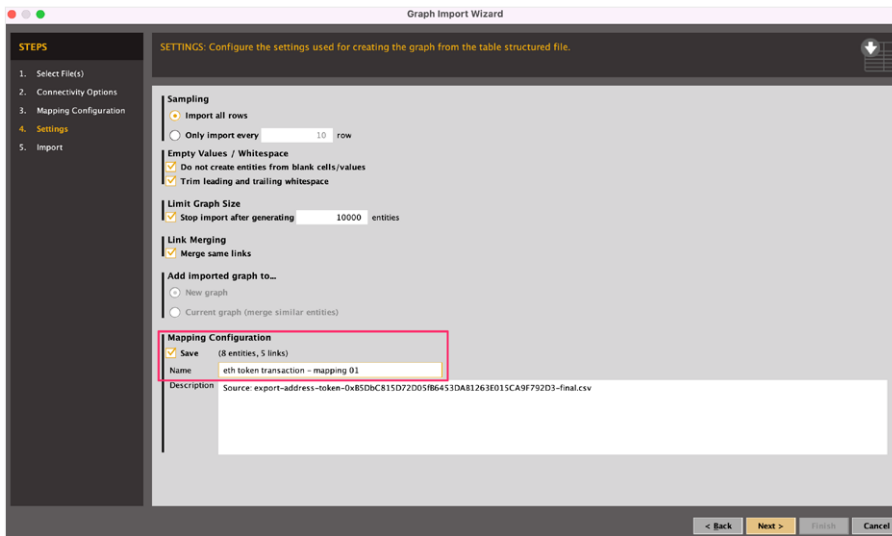 Graph Import Wizard
STEPS
1. Select File(s)
2. Connectivity Options
3. Mapping Configuration
4. Settings
5. Import
SETTINGS: Configure the settings used for creating the graph from the table structured file.
Sampling
Import all rows
Only import every 10 row
Empty Values / Whitespace
Do not create entities from blank cells/values
Trim leading and trailing whitespace
Limit Graph Size
Stop import after generating 10000 entities
Link Merging
Merge same links
Add imported graph to...
New graph
Current graph (merge similar entities)
Mapping Configuration
Save (8 entities, 5 links)
Name eth token transaction - mapping 01
Description Source: export-address-token-0xB5DbC815D72D05fB6453DA81263E015CA9F792D3-final.csv
< Back Next > Finish Cancel